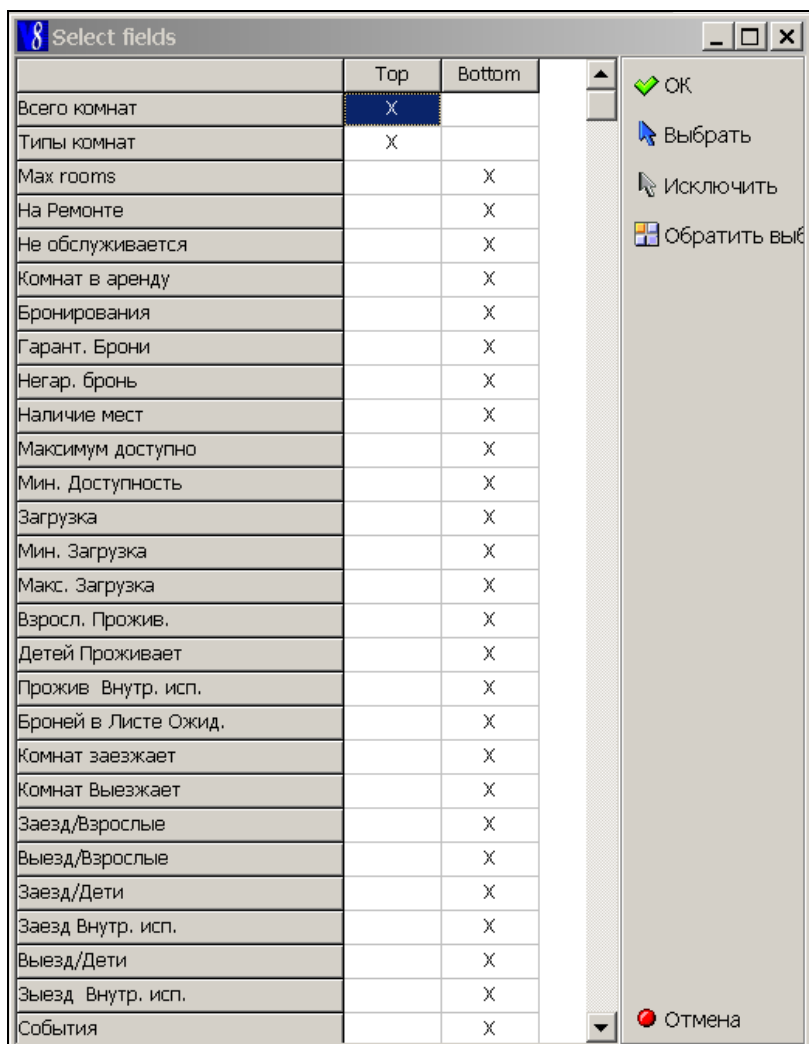 Select fields
Top Bottom
Всего комнат X
Типы комнат X
Max rooms X
На Ремонте X
Не обслуживается X
Комнат в аренду X
Бронирования X
Гарант. Брони X
Негар. бронь X
Наличие мест X
Максимум доступно X
Мин. Доступность X
Загрузка X
Мин. Загрузка X
Макс. Загрузка X
Взросл. Прожив. X
Детей Проживает X
Прожив Внутр. исп. X
Броней в Листе Ожид. X
Комнат заезжает X
Комнат Выезжает X
Заезд/Взрослые X
Выезд/Взрослые X
Заезд/Дети X
Заезд Внутр. исп. X
Выезд/Дети X
Зыезд Внутр. исп. X
События X
OK
Выбрать
Исключить
Обратить выб
Отмена